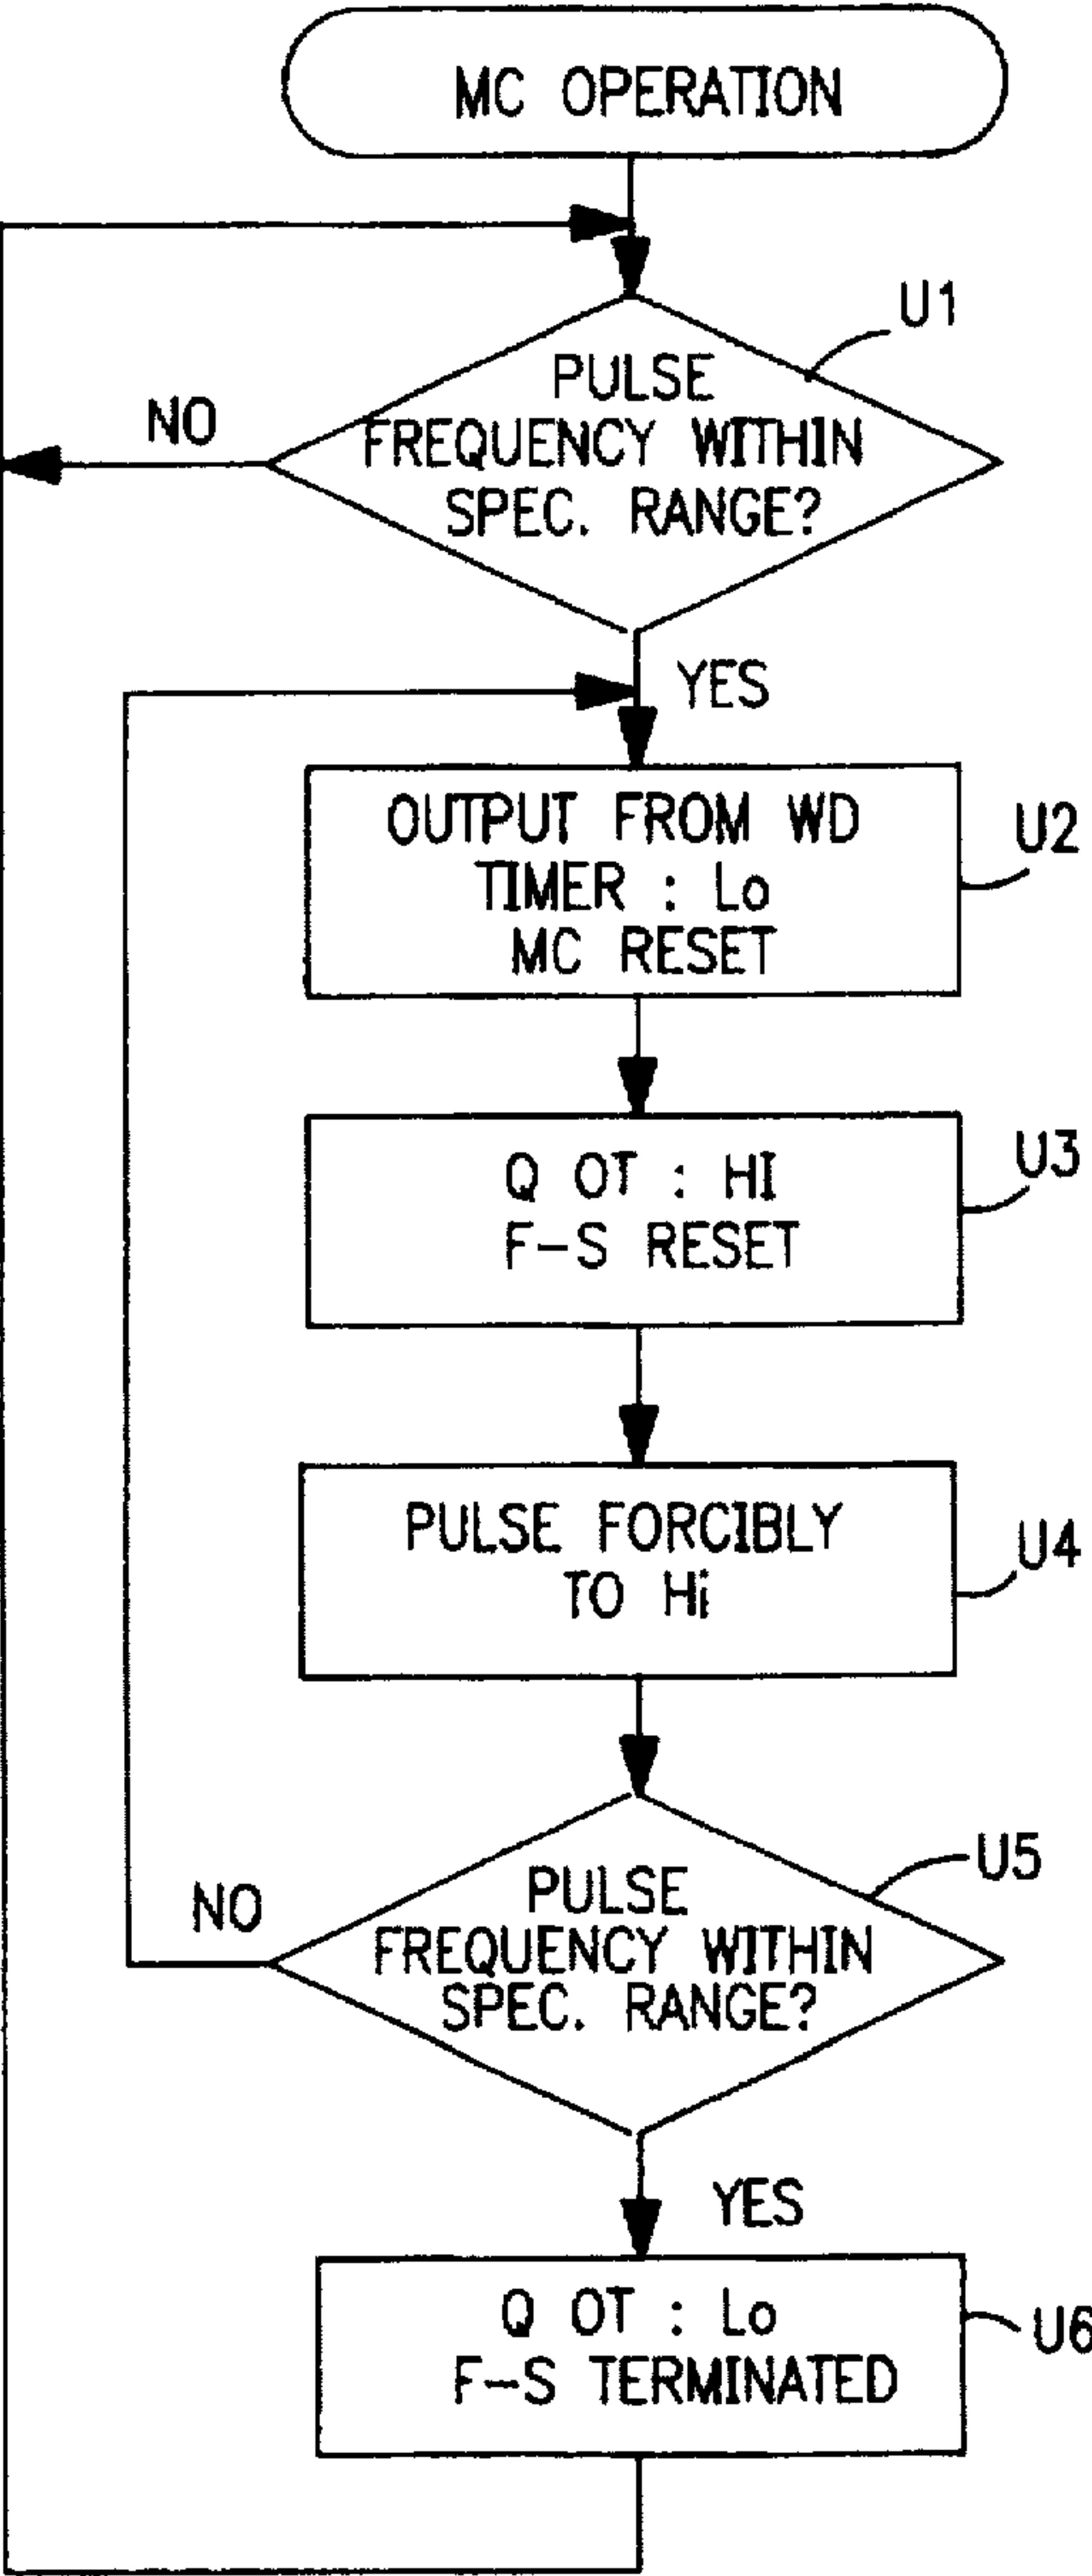 MC OPERATION
U1
PULSE
FREQUENCY WITHIN
SPEC. RANGE?
NO
YES
OUTPUT FROM WD
TIMER : Lo
MC RESET
U2
Q OT : HI
F-S RESET
U3
PULSE FORCIBLY
TO Hi
U4
U5
PULSE
FREQUENCY WITHIN
SPEC. RANGE?
NO
YES
Q OT : Lo
F-S TERMINATED
U6